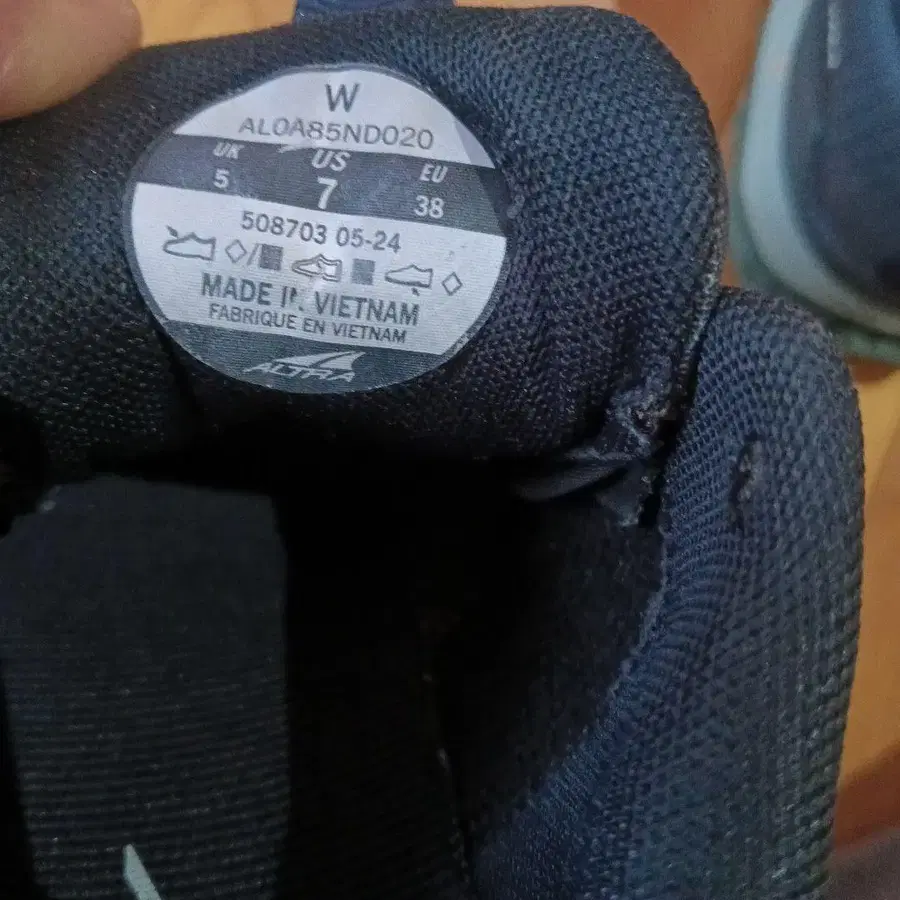 W
AL0A85ND020
UK US EU
5 7 38
508703 05-24
MADE IN VIETNAM
FABRIQUE EN VIETNAM
ALTRA